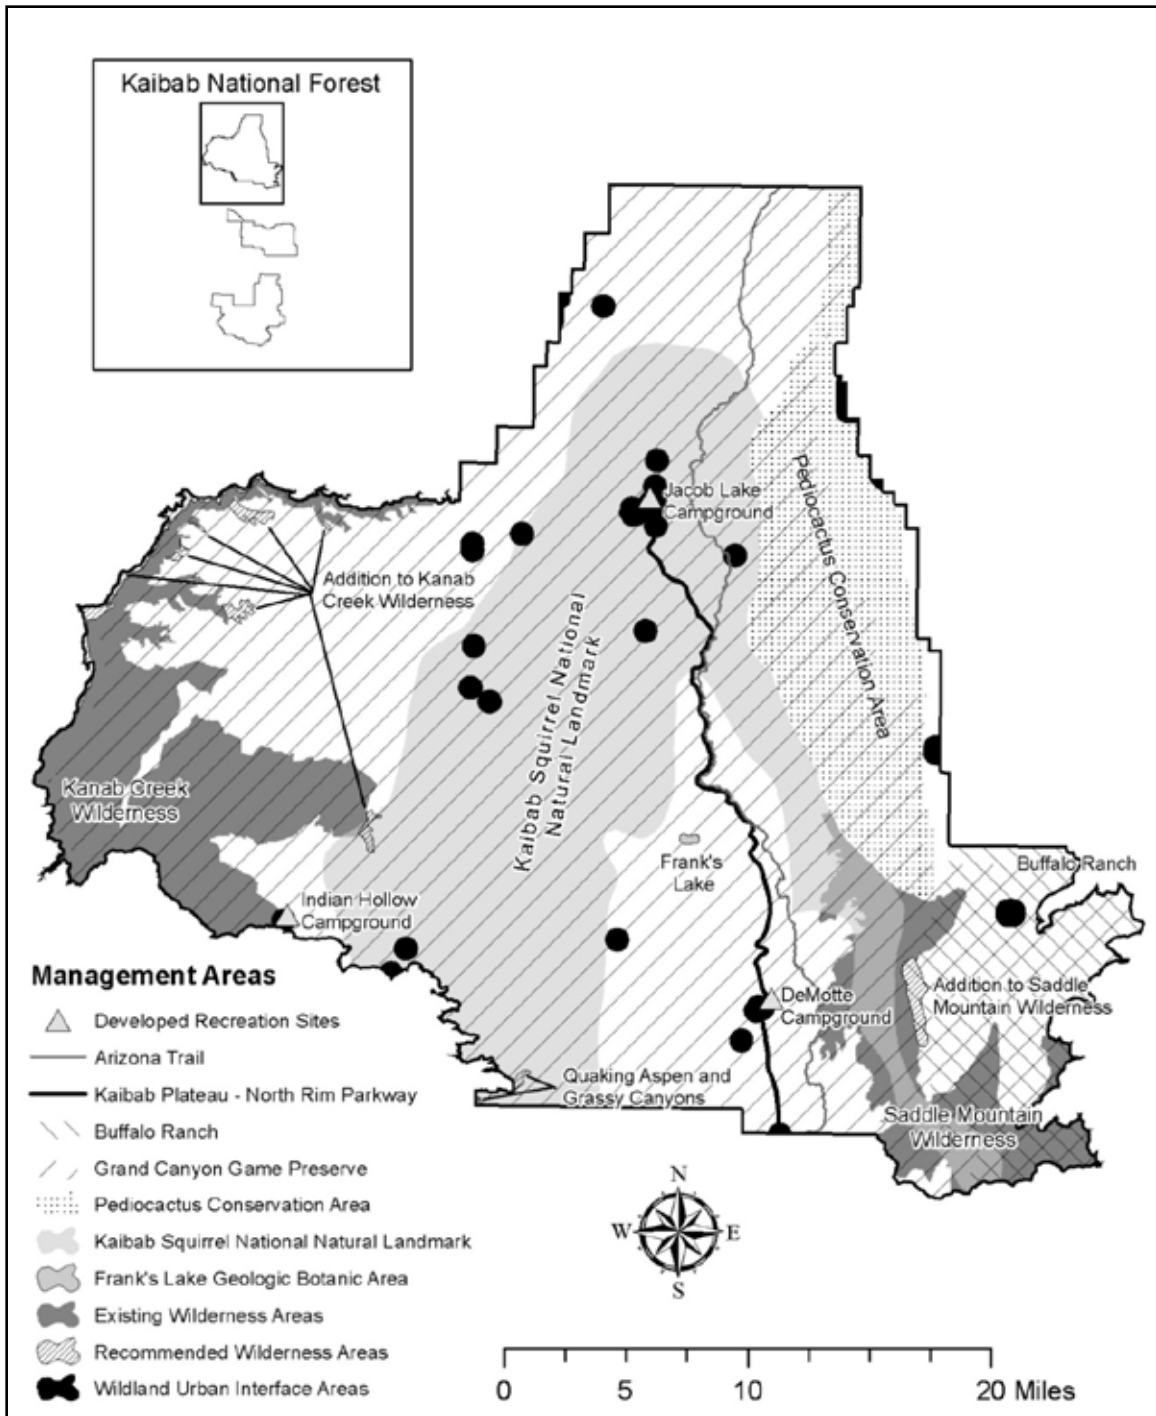 Kaibab National Forest
Jacob Lake
Campground
Pediocactus Conservation Area
Addition to Kanab
Creek Wilderness
Kaibab Squirrel National
Natural Landmark
Kanab Creek
Wilderness
Frank's
Lake
Buffalo Ranch
Indian Hollow
Campground
Addition to Saddle
Mountain Wilderness
DeMotte
Campground
Quaking Aspen and
Grassy Canyons
Saddle Mountain
Wilderness
Management Areas
Developed Recreation Sites
Arizona Trail
Kaibab Plateau - North Rim Parkway
Buffalo Ranch
Grand Canyon Game Preserve
Pediocactus Conservation Area
Kaibab Squirrel National Natural Landmark
Frank's Lake Geologic Botanic Area
Existing Wilderness Areas
Recommended Wilderness Areas
Wildland Urban Interface Areas
N
W E
S
0 5 10 20 Miles